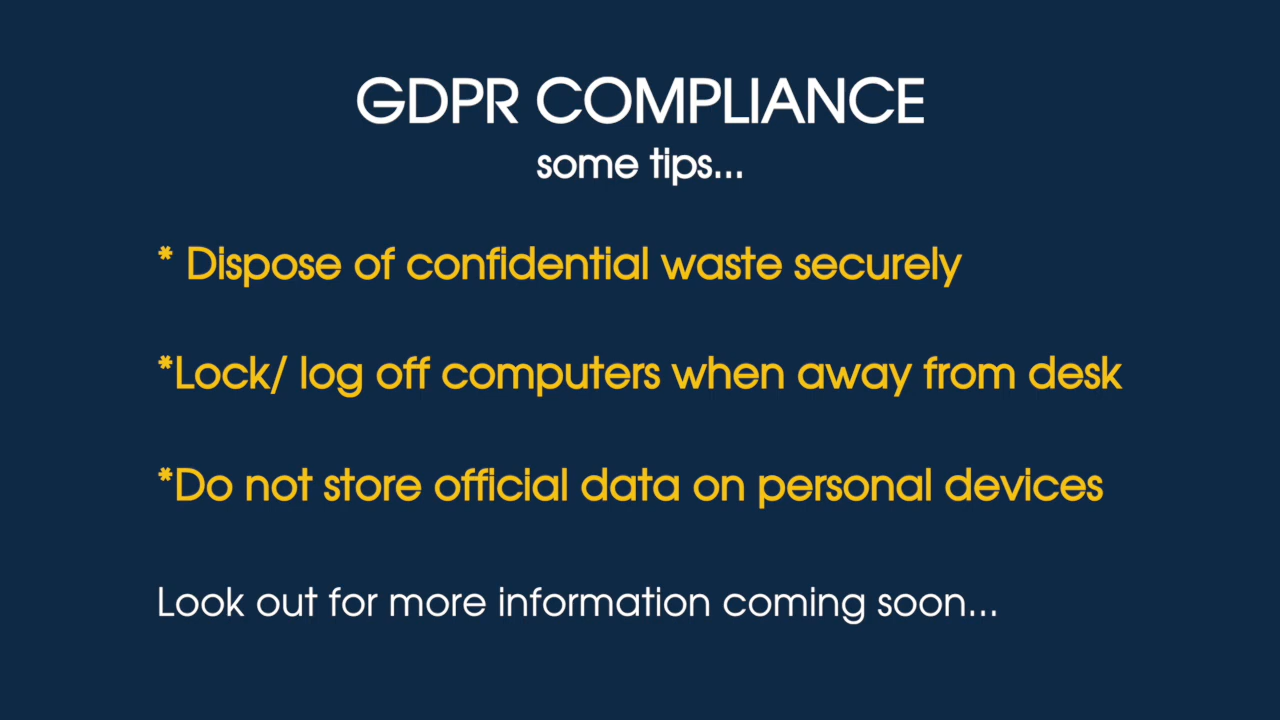 GDPR COMPLIANCE
some tips...
* Dispose of confidential waste securely
*Lock/ log off computers when away from desk
*Do not store official data on personal devices
Look out for more information coming soon...